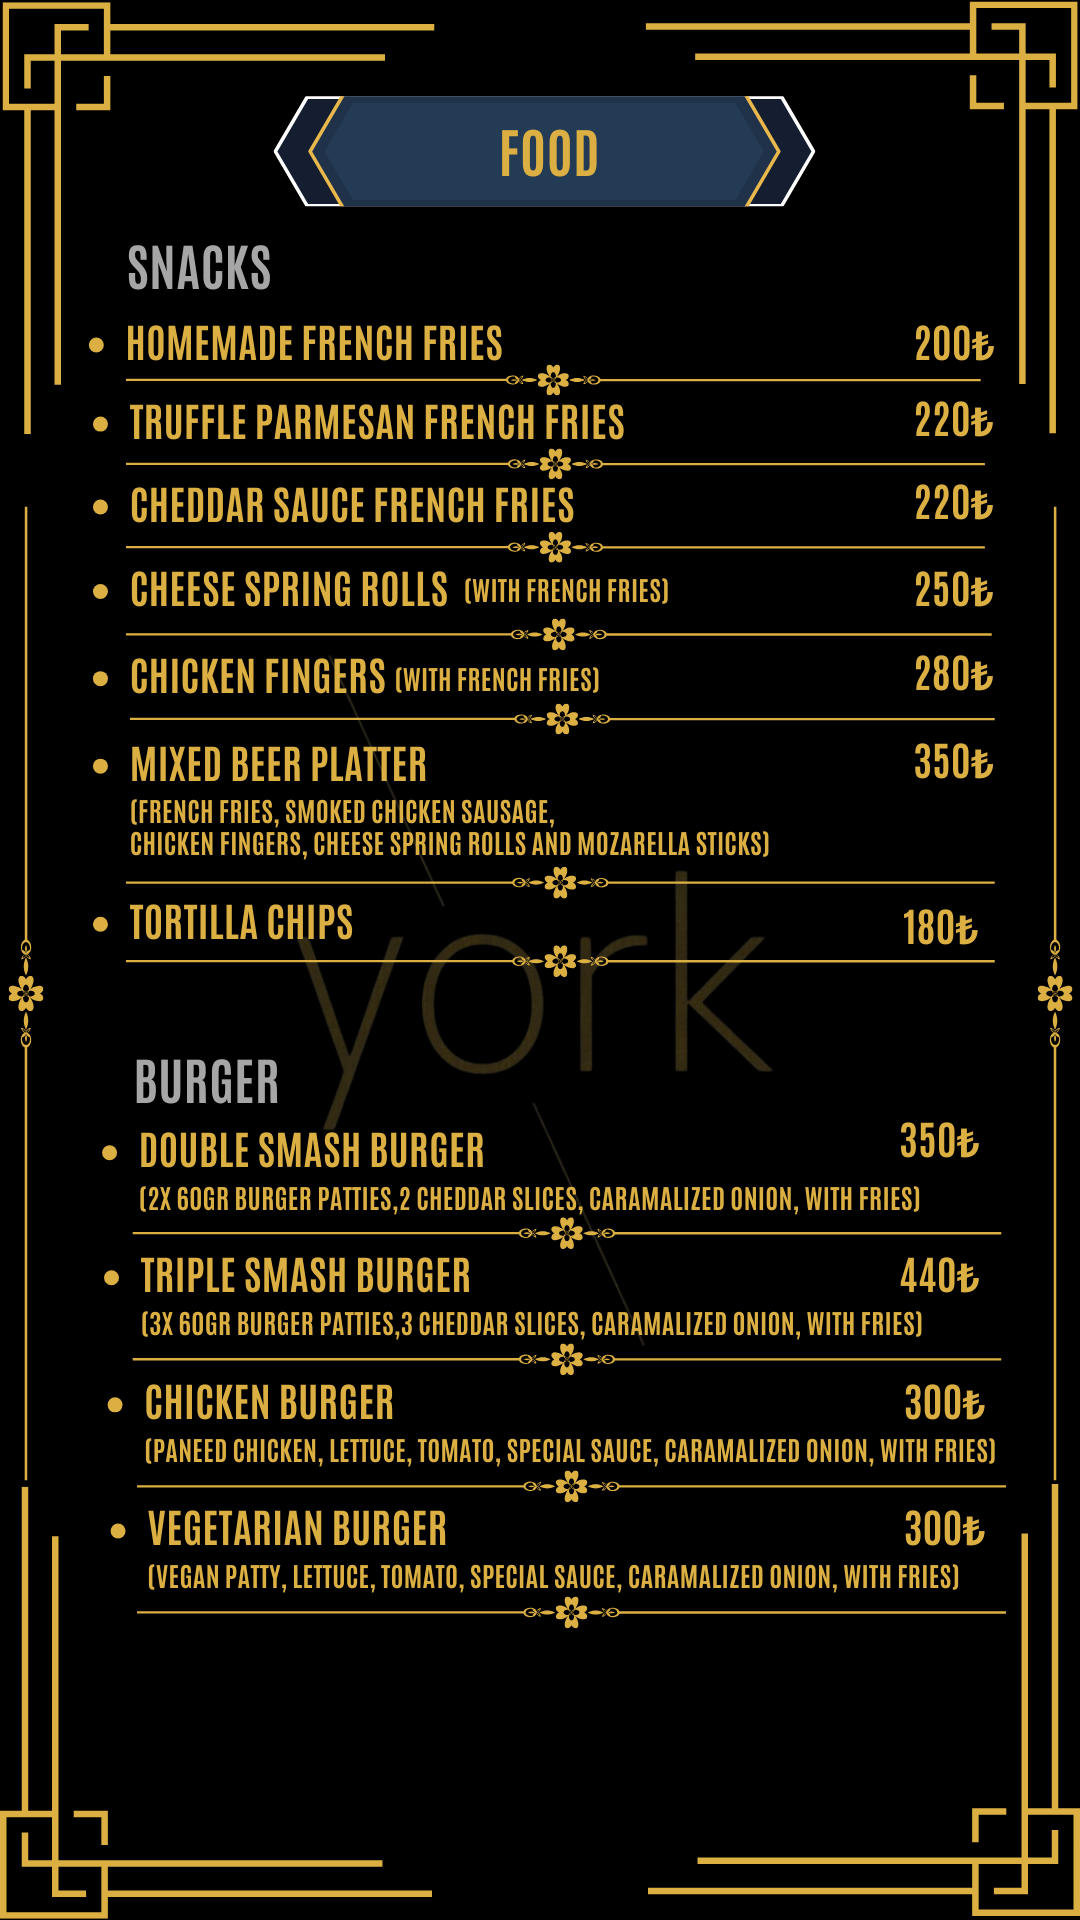 FOOD
SNACKS
• HOMEMADE FRENCH FRIES 200₺
• TRUFFLE PARMESAN FRENCH FRIES 220₺
• CHEDDAR SAUCE FRENCH FRIES 220₺
• CHEESE SPRING ROLLS (WITH FRENCH FRIES) 250₺
• CHICKEN FINGERS (WITH FRENCH FRIES) 280₺
• MIXED BEER PLATTER 350₺
(FRENCH FRIES, SMOKED CHICKEN SAUSAGE,
CHICKEN FINGERS, CHEESE SPRING ROLLS AND MOZARELLA STICKS)
• TORTILLA CHIPS 180₺
york
BURGER
• DOUBLE SMASH BURGER 350₺
(2X 60GR BURGER PATTIES,2 CHEDDAR SLICES, CARAMALIZED ONION, WITH FRIES)
• TRIPLE SMASH BURGER 440₺
(3X 60GR BURGER PATTIES,3 CHEDDAR SLICES, CARAMALIZED ONION, WITH FRIES)
• CHICKEN BURGER 300₺
(PANEED CHICKEN, LETTUCE, TOMATO, SPECIAL SAUCE, CARAMALIZED ONION, WITH FRIES)
• VEGETARIAN BURGER 300₺
(VEGAN PATTY, LETTUCE, TOMATO, SPECIAL SAUCE, CARAMALIZED ONION, WITH FRIES)